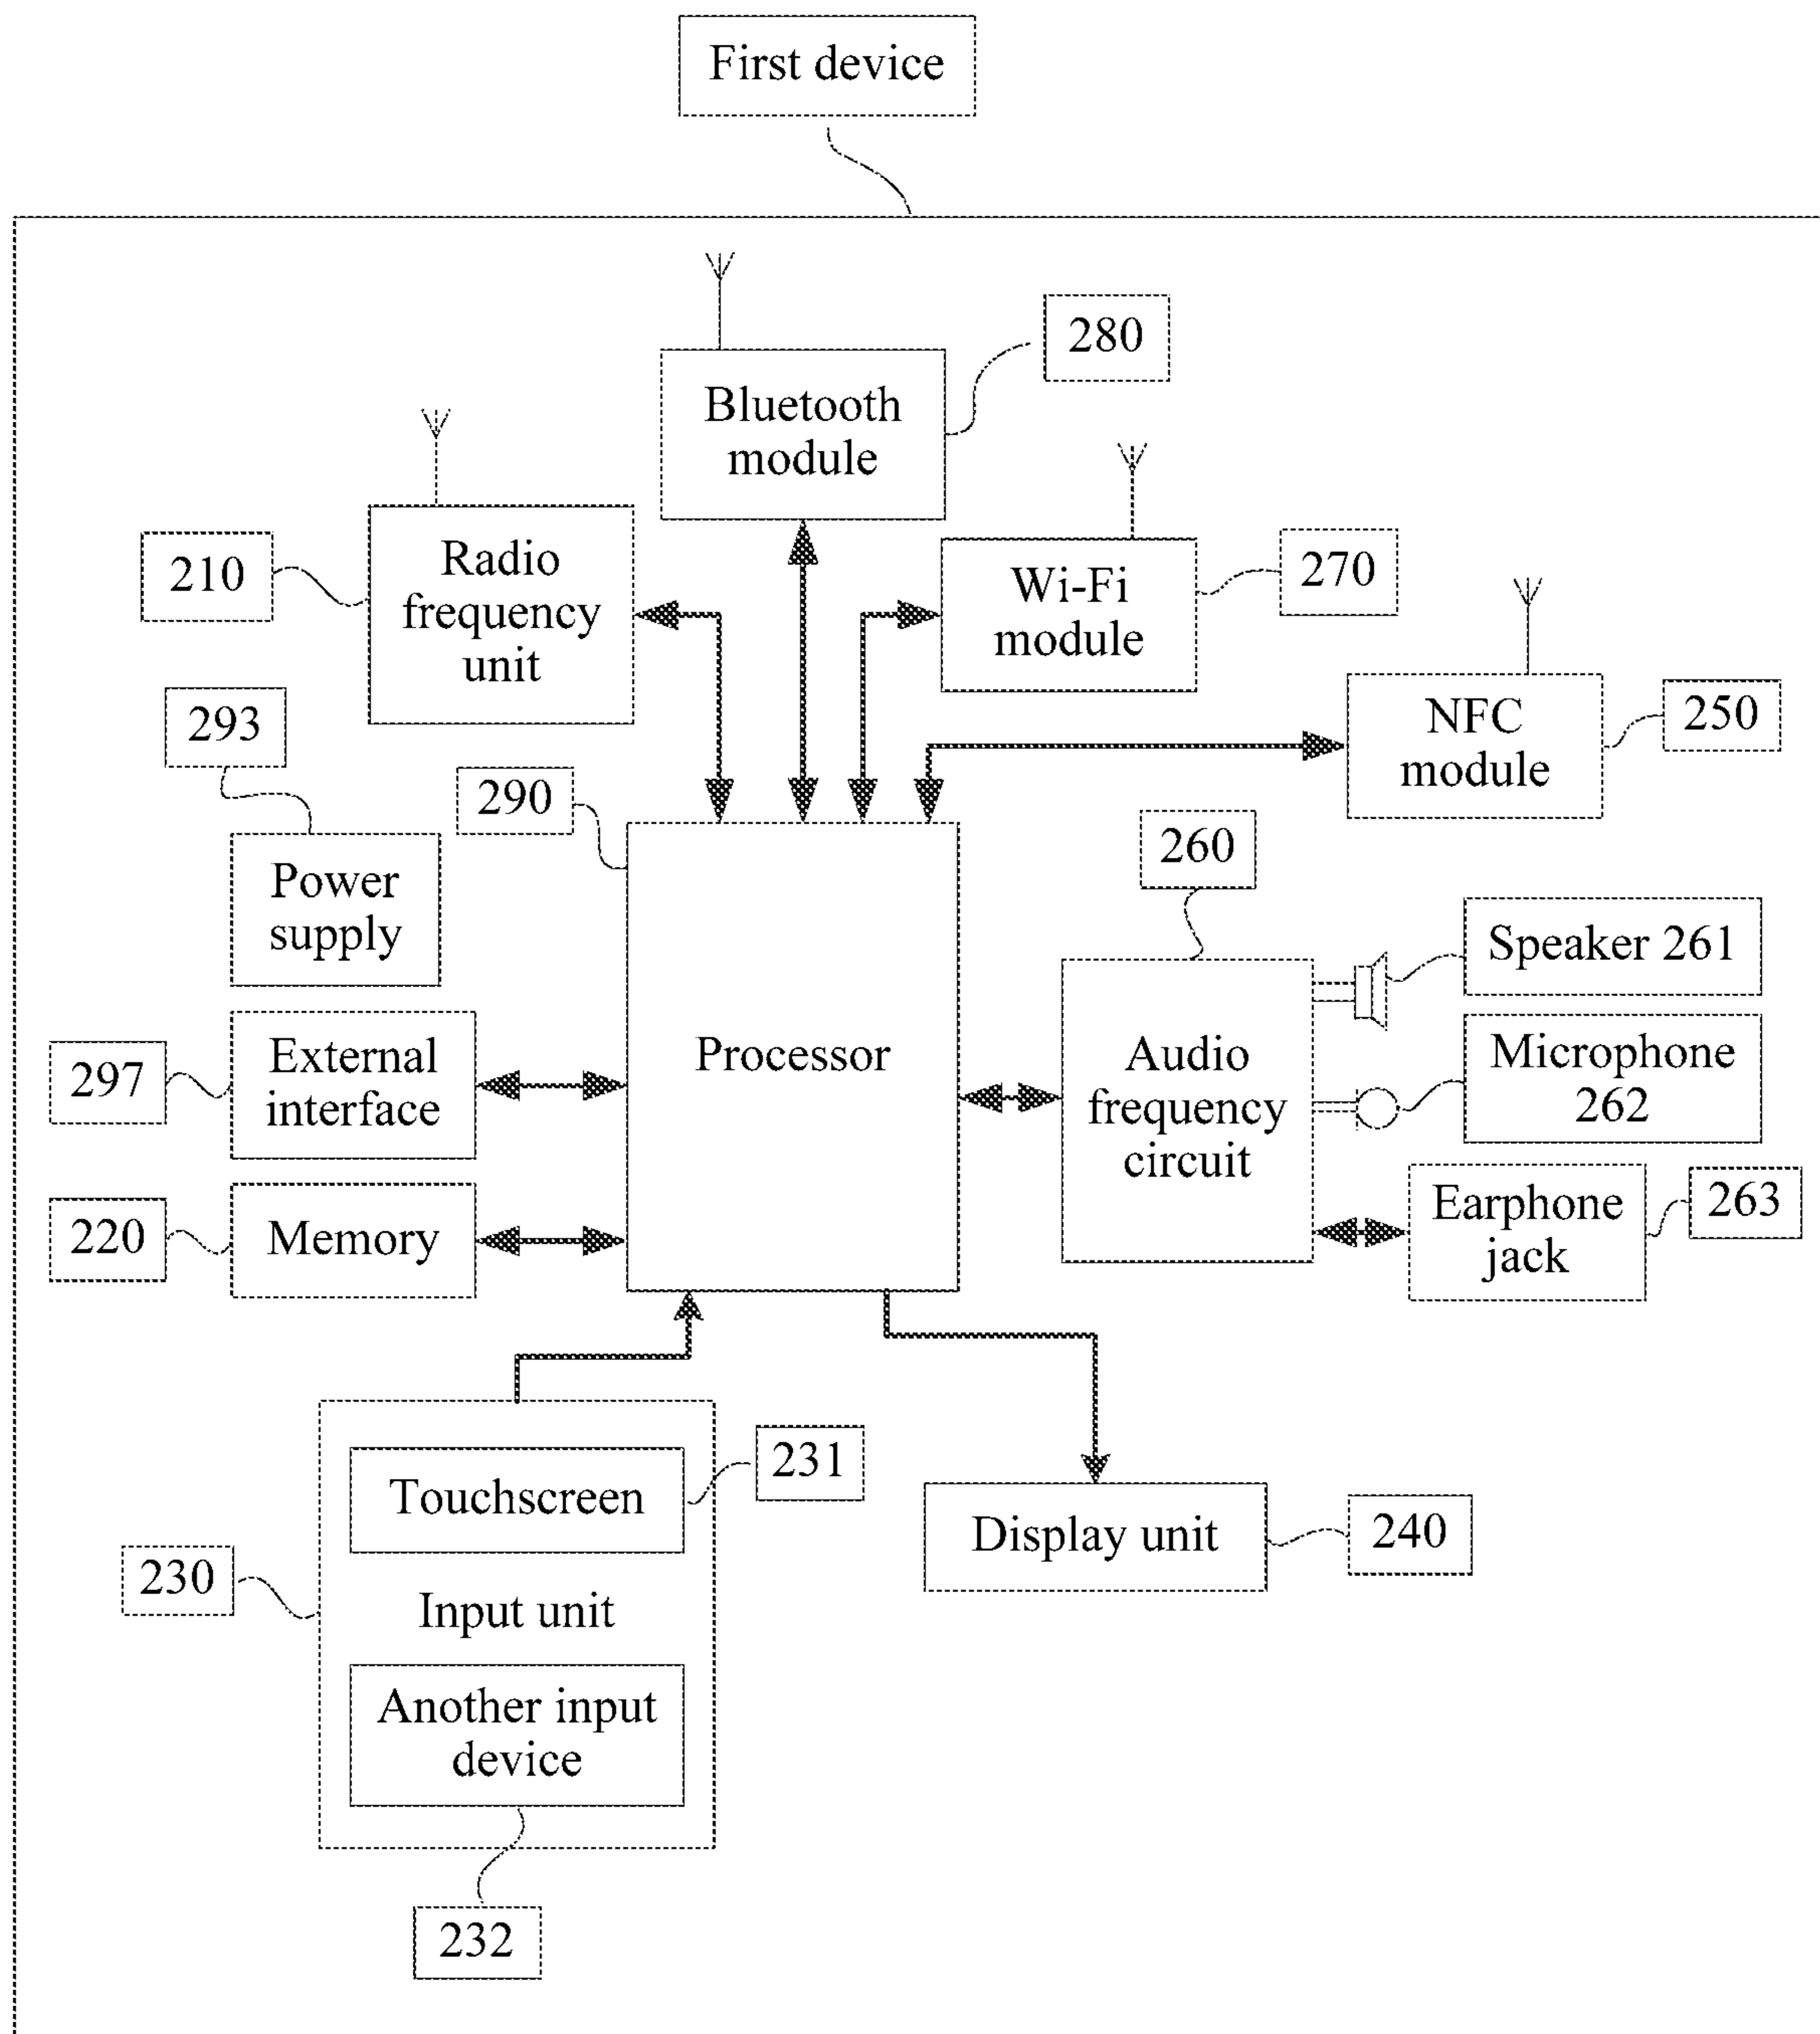 First device
280
Bluetooth
module
210
Radio
frequency
unit
Wi-Fi
module
270
293
NFC
module
250
290
Power
supply
260
Speaker 261
297
External
interface
Processor
Audio
frequency
circuit
Microphone
262
220
Memory
Earphone
jack
263
Touchscreen
231
Display unit
240
230
Input unit
Another input
device
232